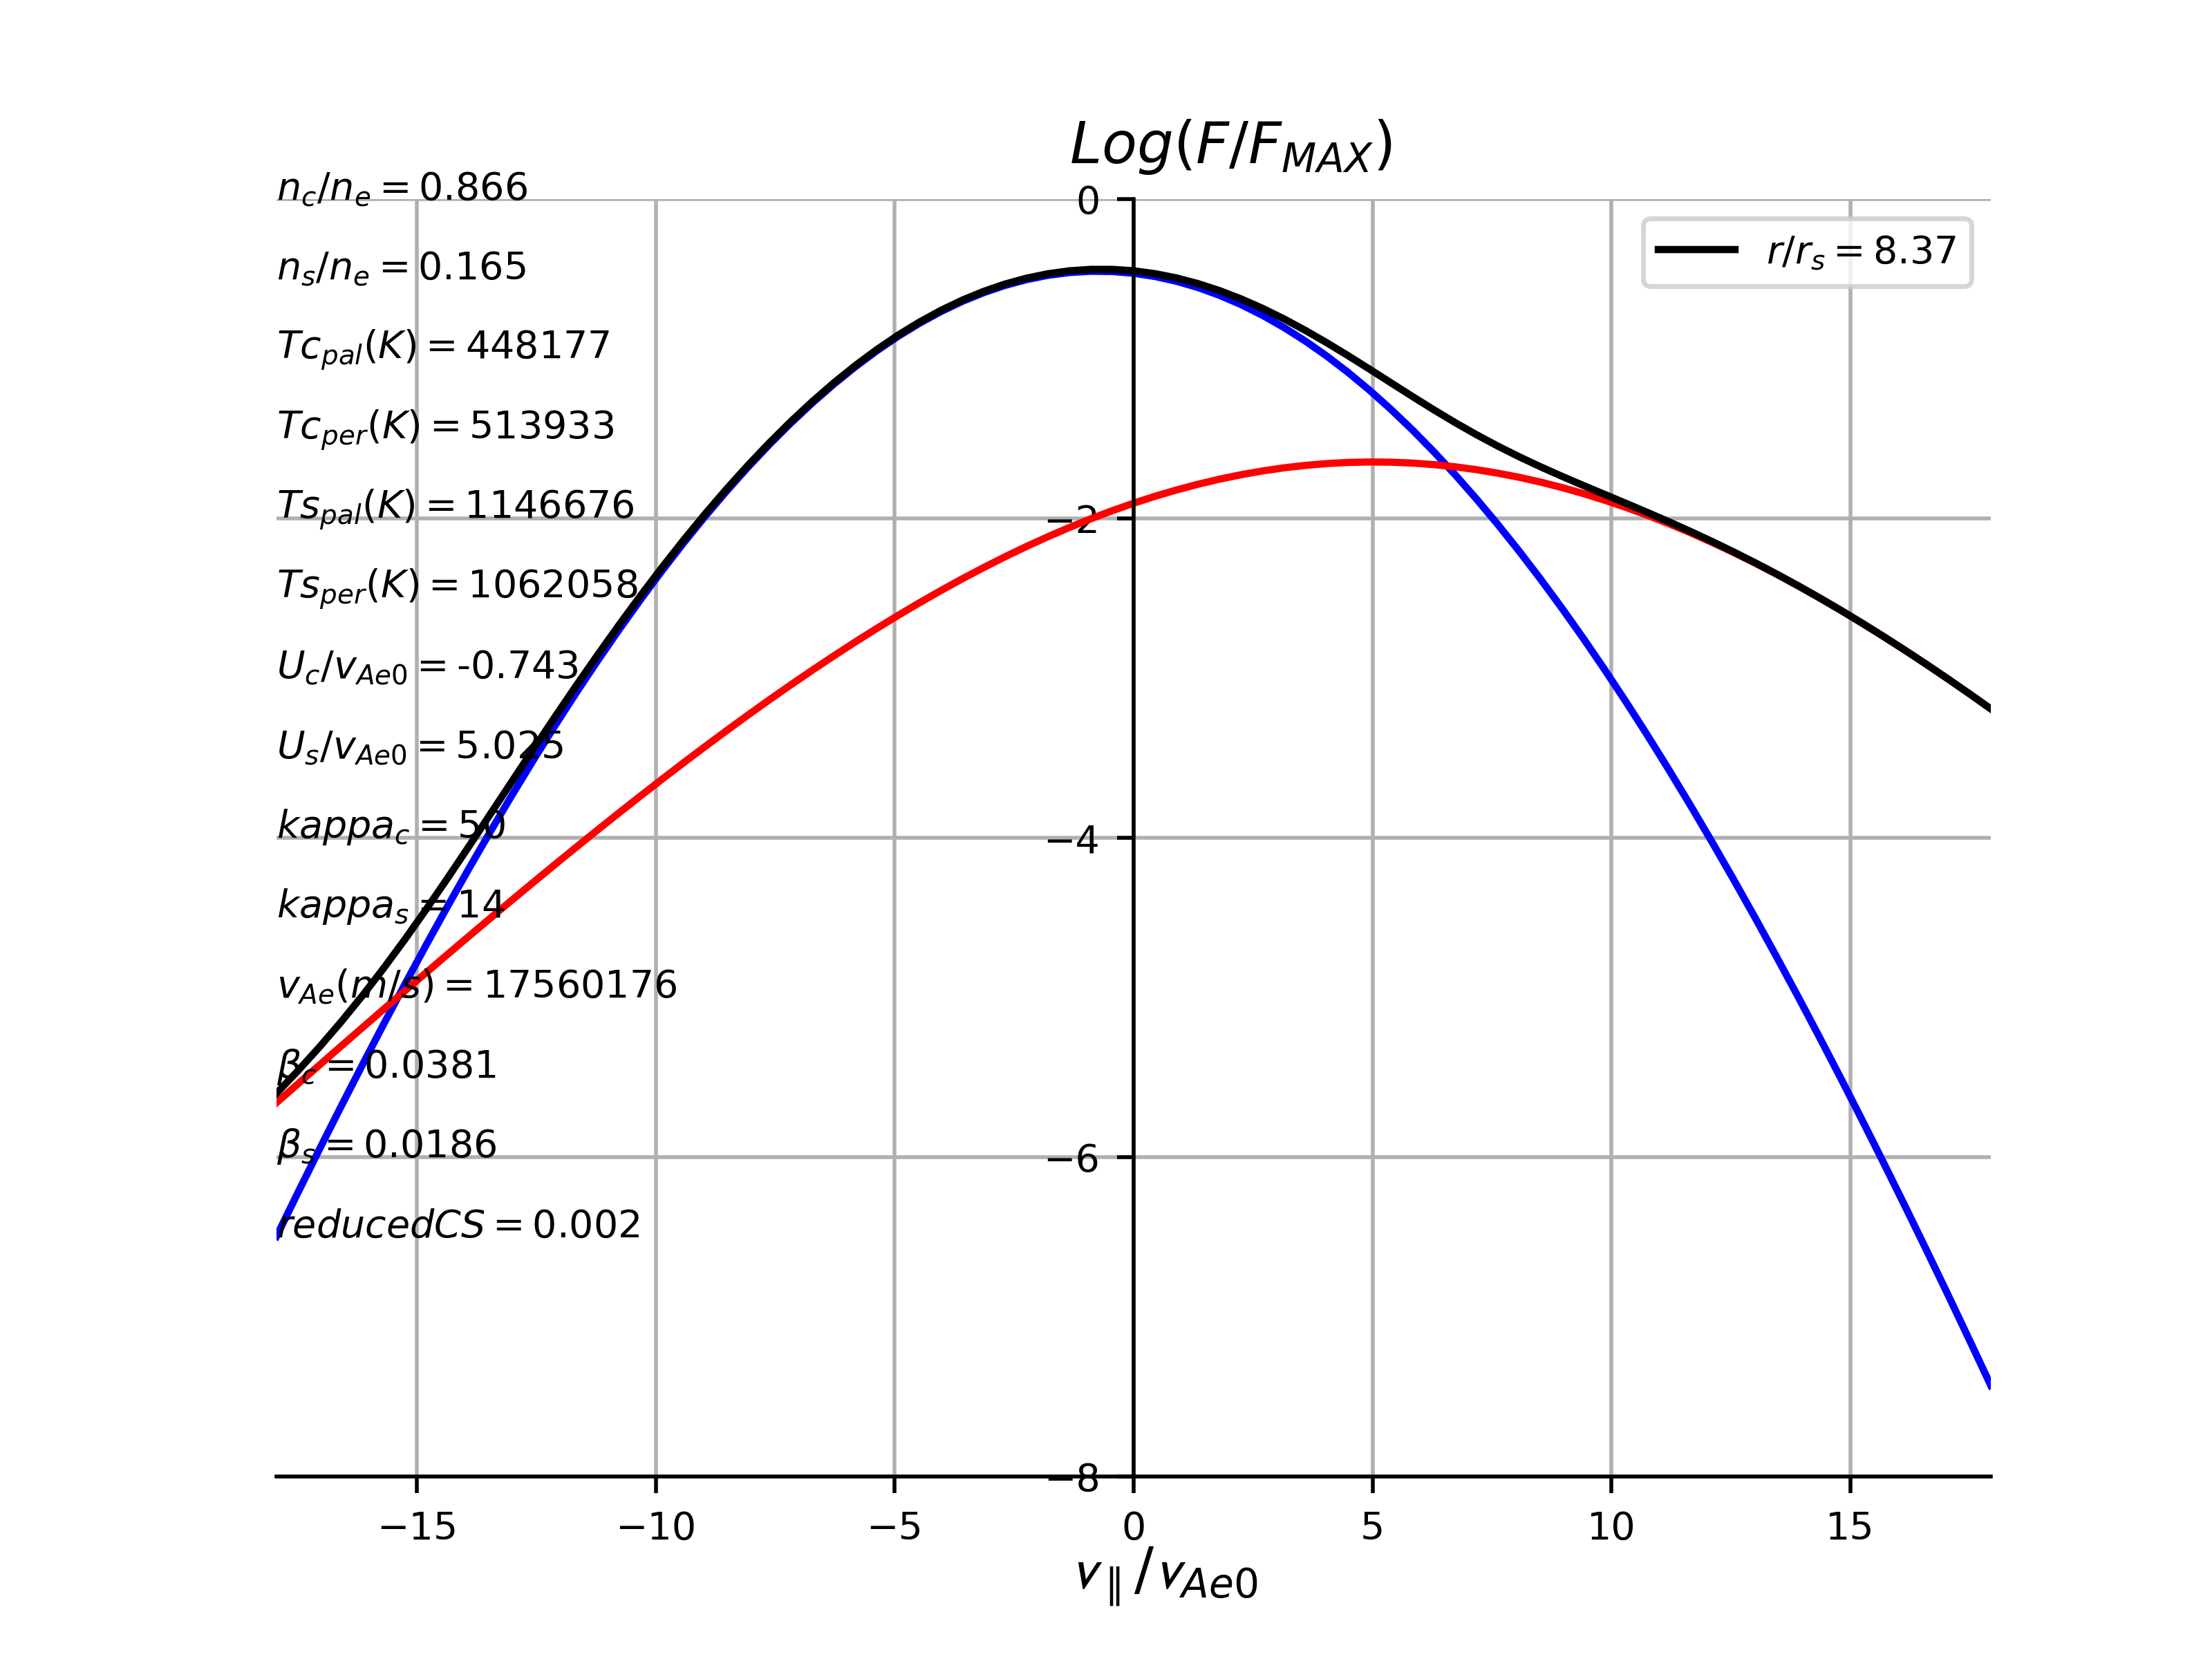 Log(F/F_MAX)
n_c/n_e = 0.866
0
r/r_s = 8.37
n_s/n_e = 0.165
Tc_pal(K) = 448177
Tc_per(K) = 513933
Ts_pal(K) = 1146676
−2
Ts_per(K) = 1062058
U_c/v_Ae0 = -0.743
U_s/v_Ae0 = 5.025
kappa_c = 50
−4
kappa_s = 14
v_Ae(m/s) = 17560176
β_c = 0.0381
β_s = 0.0186
−6
reducedCS = 0.002
−8
−15 −10 −5 0 5 10 15
v_∥/v_Ae0